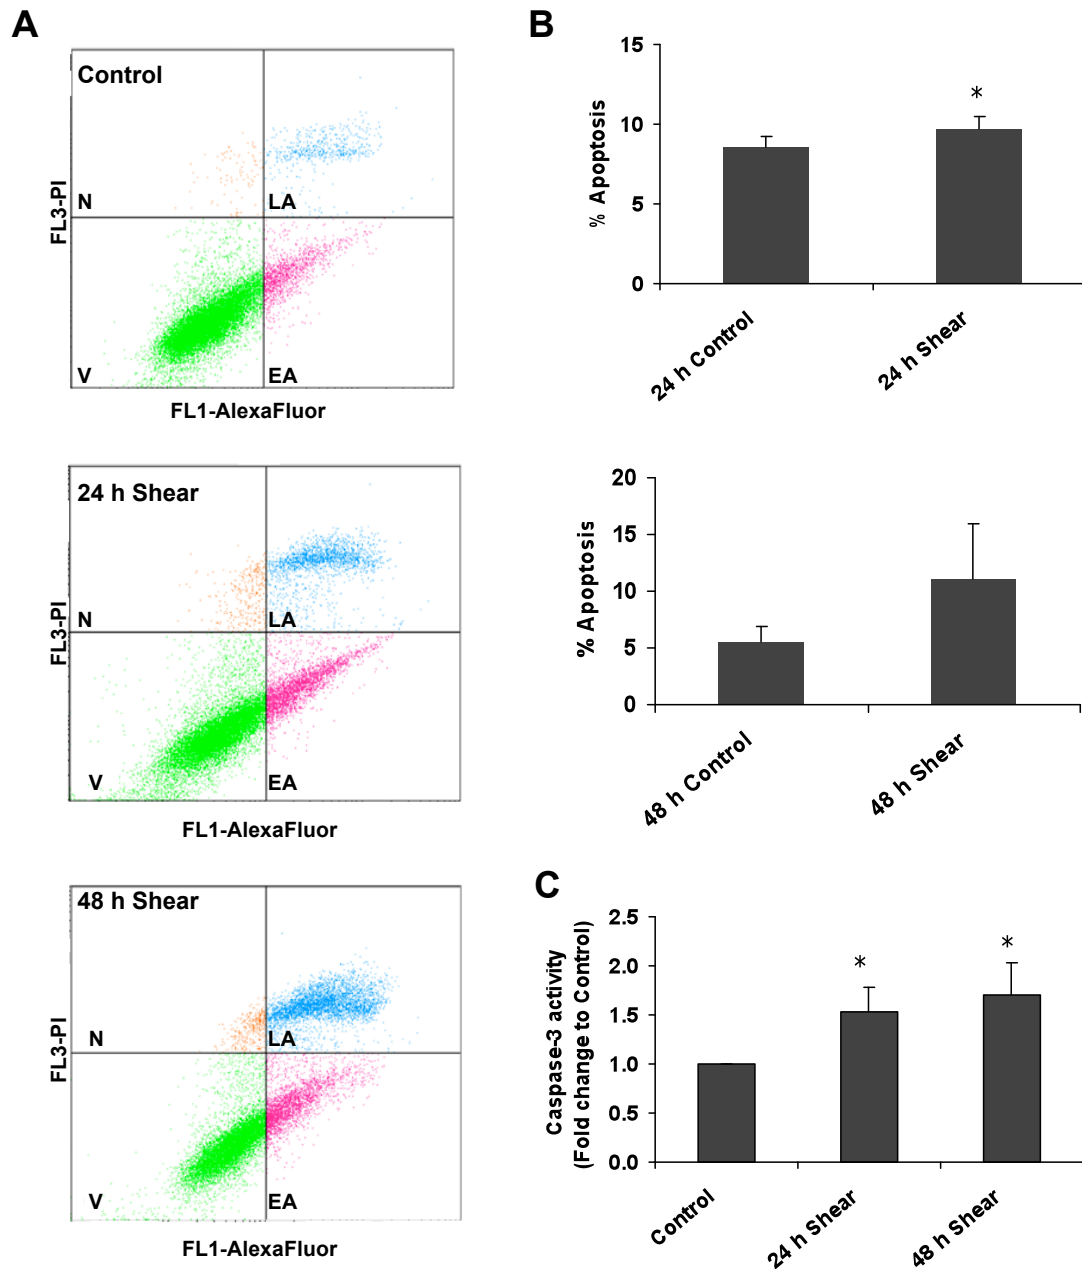 A
Control
N
LA
V
EA
FL3-PI
FL1-AlexaFluor
24 h Shear
N
LA
V
EA
FL3-PI
FL1-AlexaFluor
48 h Shear
N
LA
V
EA
FL3-PI
FL1-AlexaFluor
B
% Apoptosis
15
10
5
0
*
24 h Control
24 h Shear
% Apoptosis
20
15
10
5
0
48 h Control
48 h Shear
C
Caspase-3 activity
(Fold change to Control)
2.5
2.0
1.5
1.0
0.5
0.0
*
*
Control
24 h Shear
48 h Shear